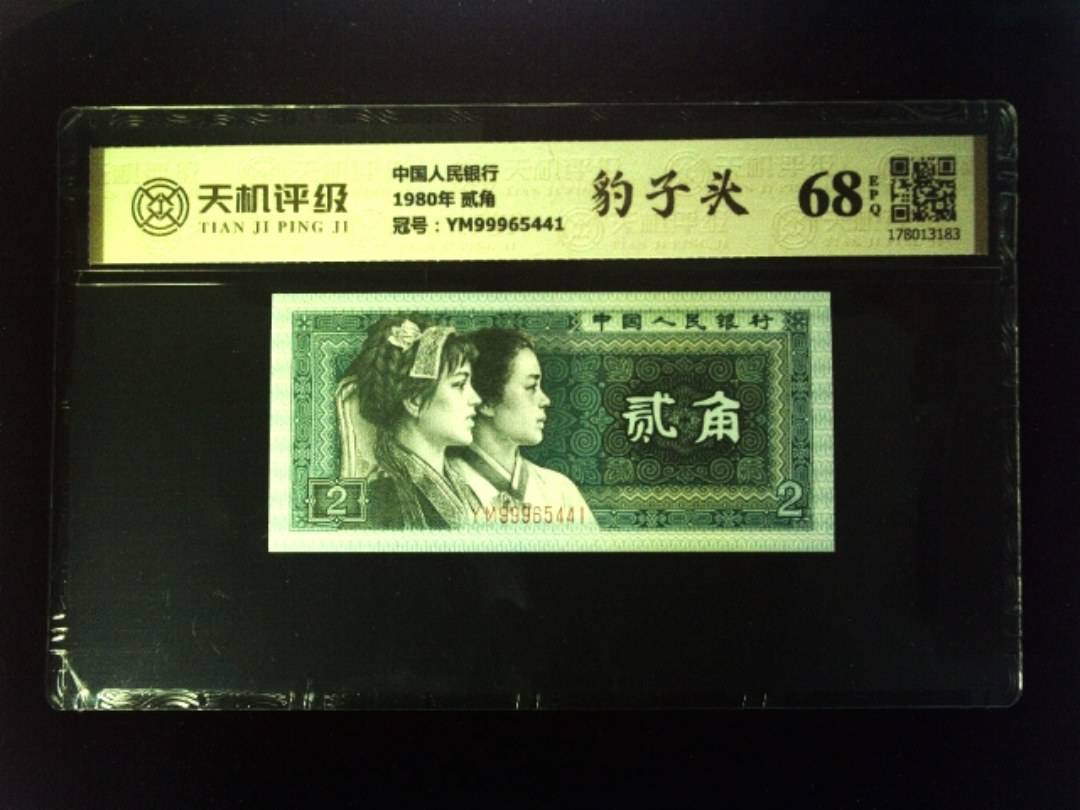 天机评级
TIAN JI PING JI
中国人民银行
1980年 贰角
冠号：YM99965441
豹子头
68
EPQ
178013183
中国人民银行
贰角
2
YM99965441
2